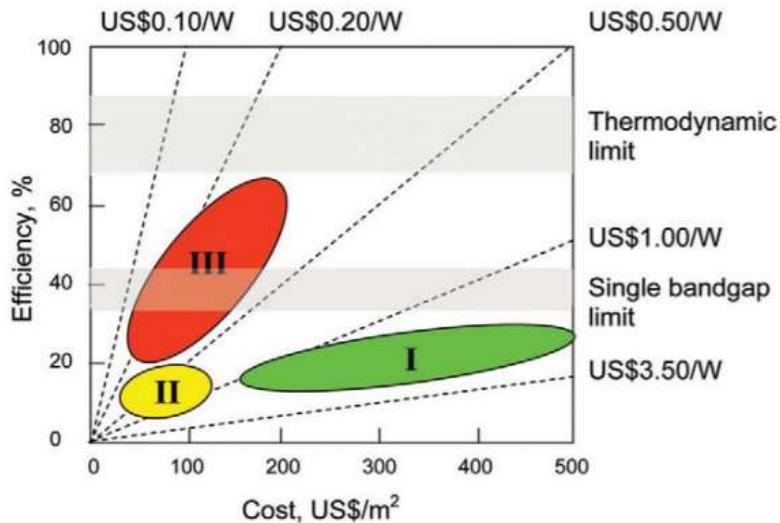 US$0.10/W US$0.20/W US$0.50/W
100
80
60
40
20
0
Efficiency, %
Thermodynamic
limit
US$1.00/W
Single bandgap
limit
US$3.50/W
III
II
I
0 100 200 300 400 500
Cost, US$/m²